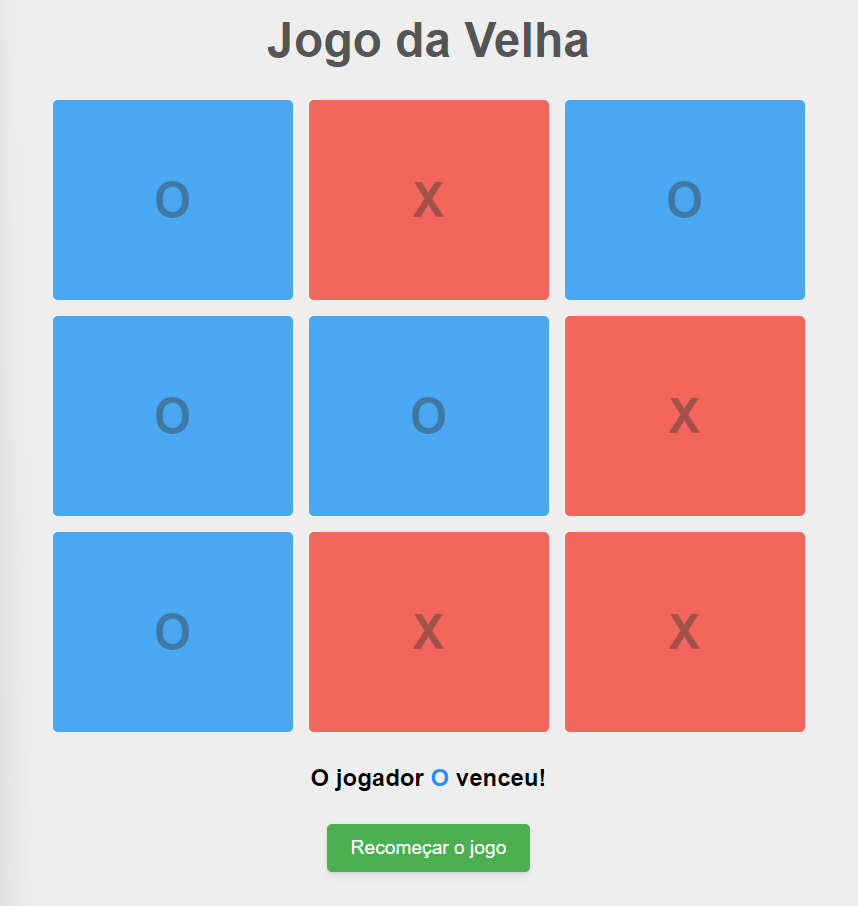 Jogo da Velha
O X O
O O X
O X X
O jogador O venceu!
Recomeçar o jogo